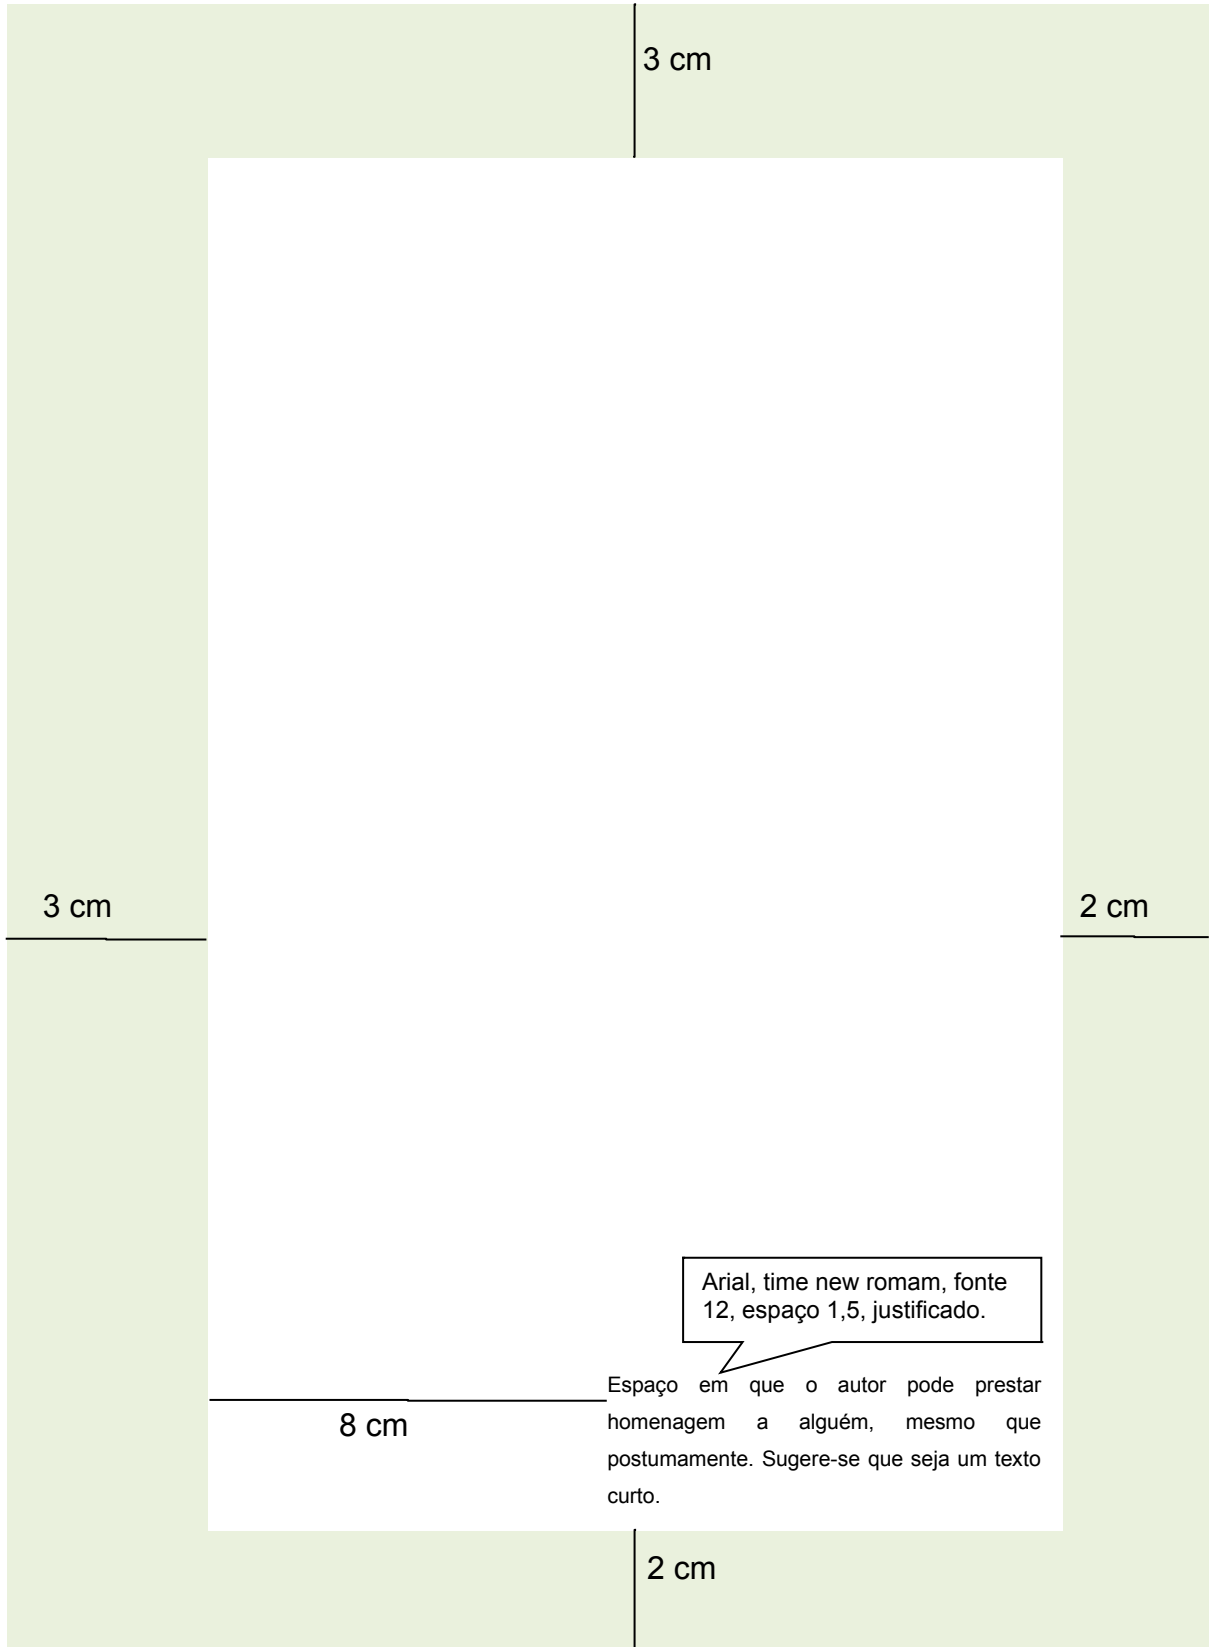 3 cm
3 cm
2 cm
Arial, time new romam, fonte
12, espaço 1,5, justificado.
Espaço em que o autor pode prestar
homenagem a alguém, mesmo que
postumamente. Sugere-se que seja um texto
curto.
8 cm
2 cm